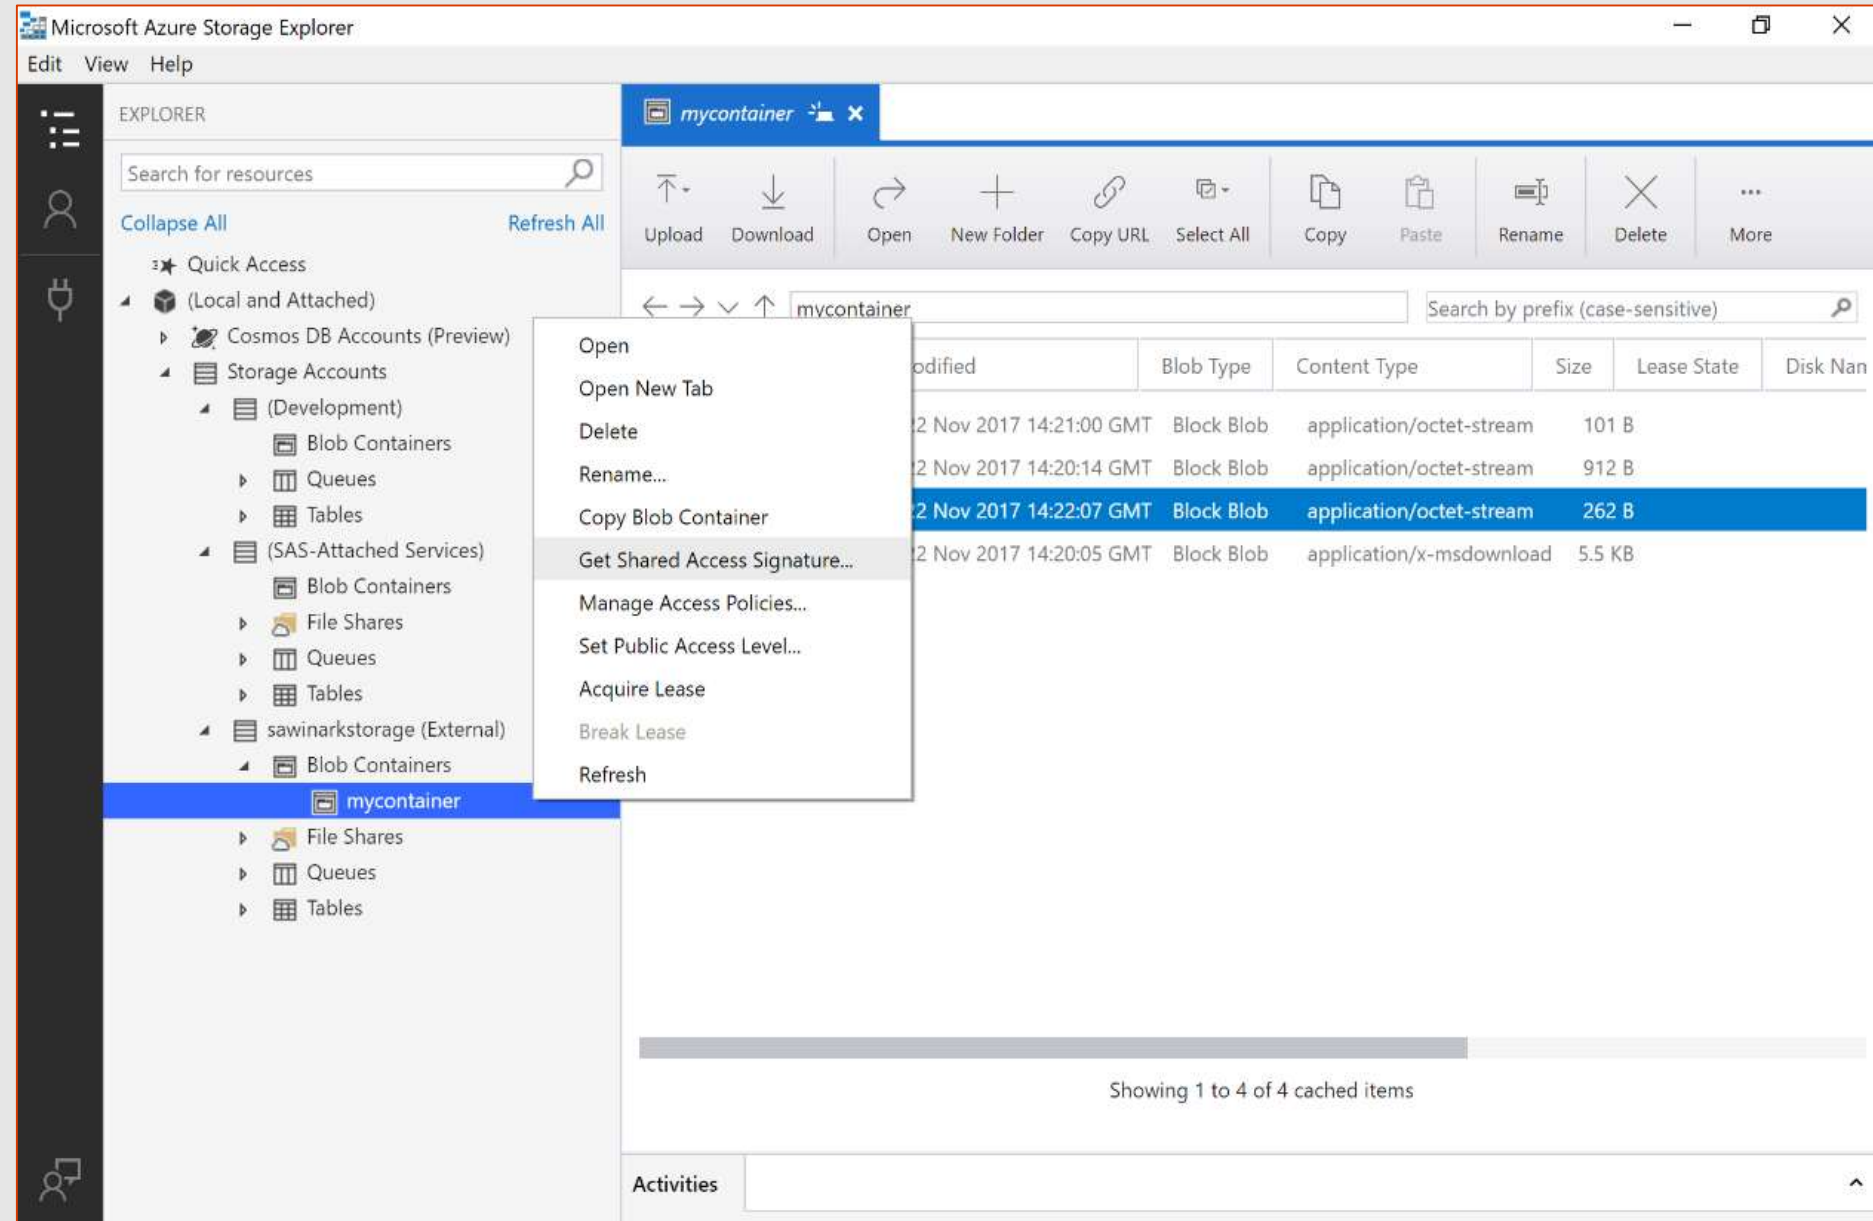 Microsoft Azure Storage Explorer
Edit View Help
EXPLORER
Search for resources
Collapse All Refresh All
Quick Access
(Local and Attached)
Cosmos DB Accounts (Preview)
Storage Accounts
(Development)
Blob Containers
Queues
Tables
(SAS-Attached Services)
Blob Containers
File Shares
Queues
Tables
sawinarkstorage (External)
Blob Containers
mycontainer
File Shares
Queues
Tables
Open
Open New Tab
Delete
Rename...
Copy Blob Container
Get Shared Access Signature...
Manage Access Policies...
Set Public Access Level...
Acquire Lease
Break Lease
Refresh
mycontainer
Upload Download Open New Folder Copy URL Select All Copy Paste Rename Delete More
mycontainer Search by prefix (case-sensitive)
odified Blob Type Content Type Size Lease State Disk Nan
2 Nov 2017 14:21:00 GMT Block Blob application/octet-stream 101 B
2 Nov 2017 14:20:14 GMT Block Blob application/octet-stream 912 B
2 Nov 2017 14:22:07 GMT Block Blob application/octet-stream 262 B
2 Nov 2017 14:20:05 GMT Block Blob application/x-msdownload 5.5 KB
Showing 1 to 4 of 4 cached items
Activities